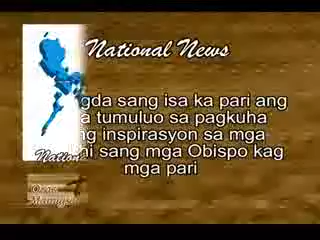 National News
gda sang isa ka pari ang
a tumuluo sa pagkuha
g inspirasyon sa mga
ni sang mga Obispo kag
mga pari
Nation